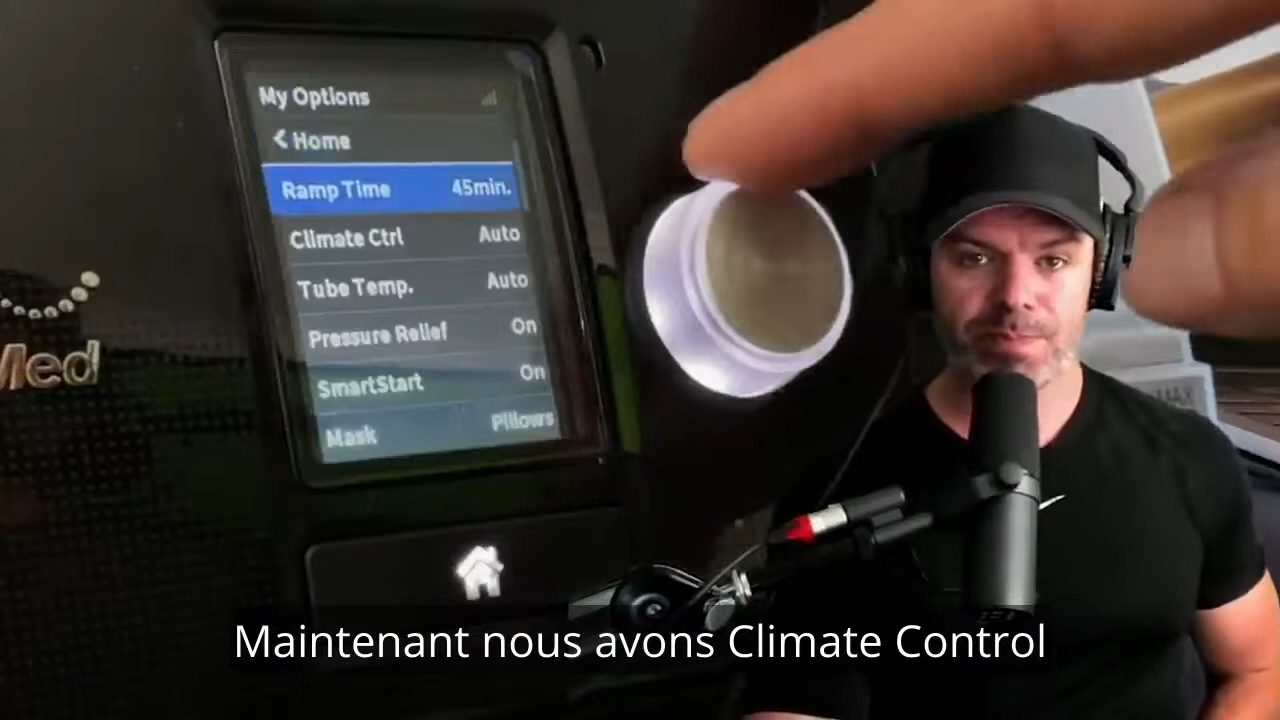 My Options
< Home
Ramp Time 45min.
Climate Ctrl Auto
Tube Temp. Auto
Pressure Relief On
SmartStart On
Mask Pillows
Med
Maintenant nous avons Climate Control